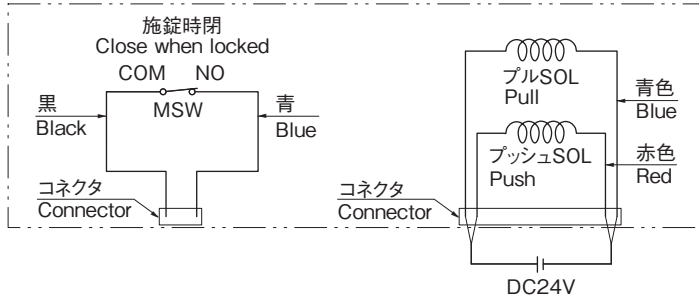 施錠時閉
Close when locked
COM NO
MSW
黒
Black
青
Blue
コネクタ
Connector
プルSOL
Pull
青色
Blue
プッシュSOL
Push
赤色
Red
コネクタ
Connector
DC24V